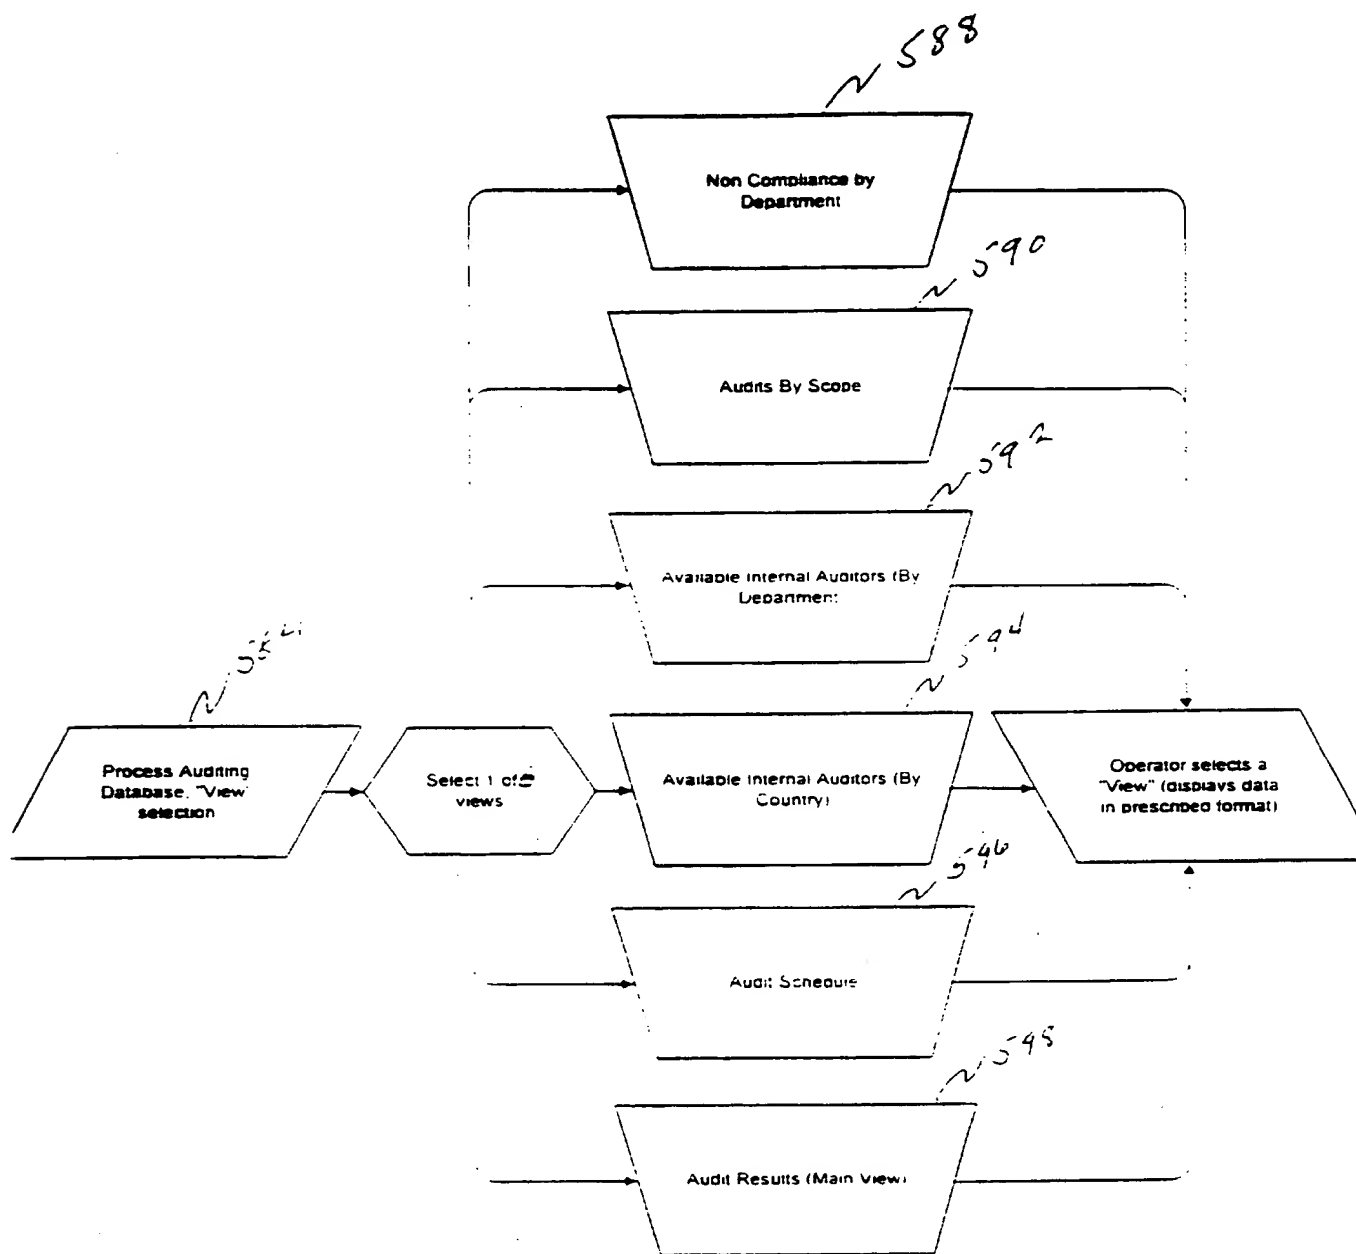 588
Non Compliance by
Department
590
Audits By Scope
592
Available Internal Auditors (By
Department
594
Process Auditing
Database, "View'
selection
Select 1 of
views
Available Internal Auditors (By
Country)
Operator selects a
"View" (displays data
in prescribed format)
596
Audit Schedule
598
Audit Results (Main View)